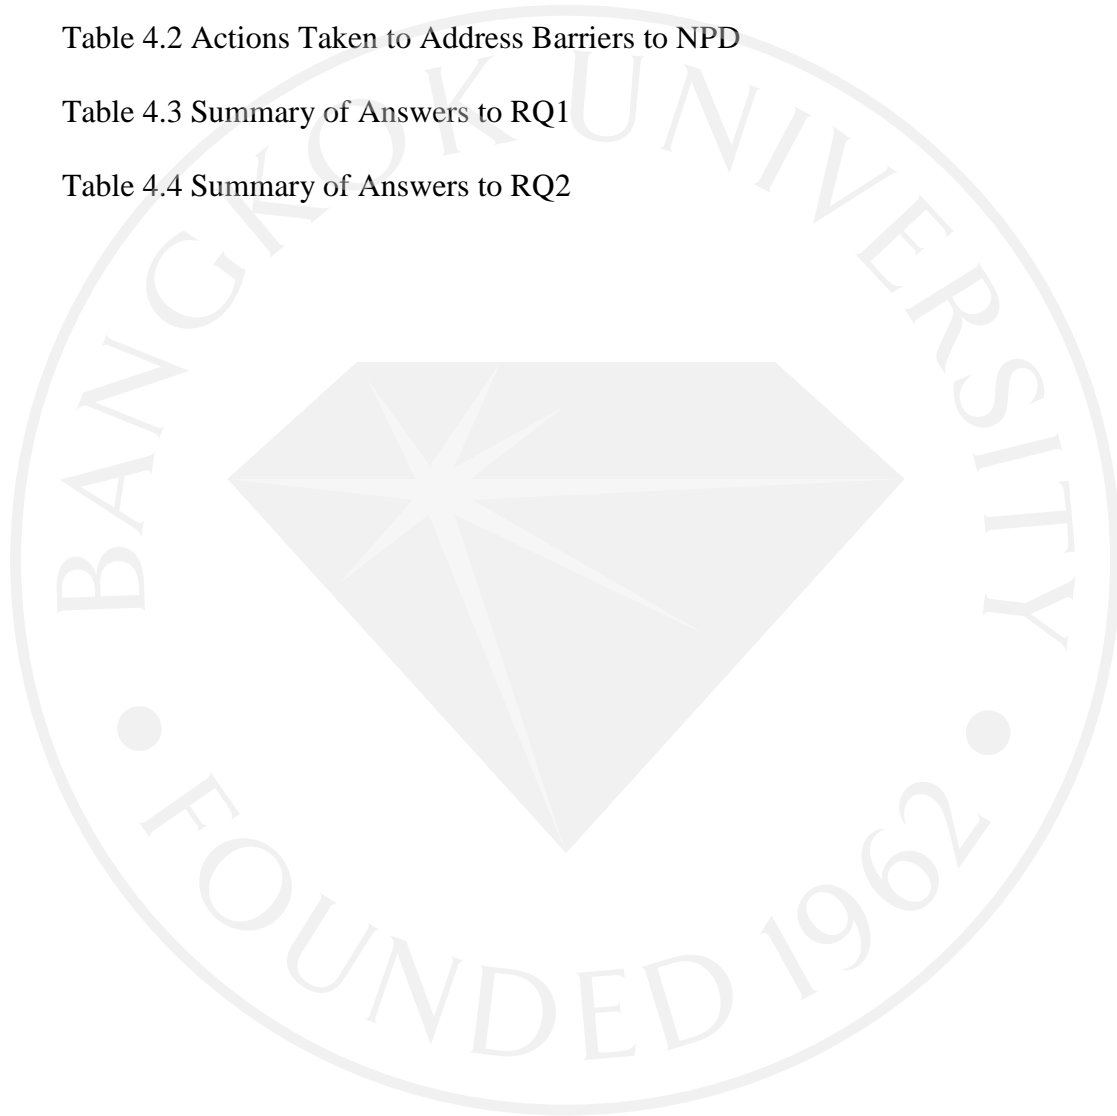 Table 4.2 Actions Taken to Address Barriers to NPD
Table 4.3 Summary of Answers to RQ1
Table 4.4 Summary of Answers to RQ2
BANGKOK UNIVERSITY
FOUNDED 1962